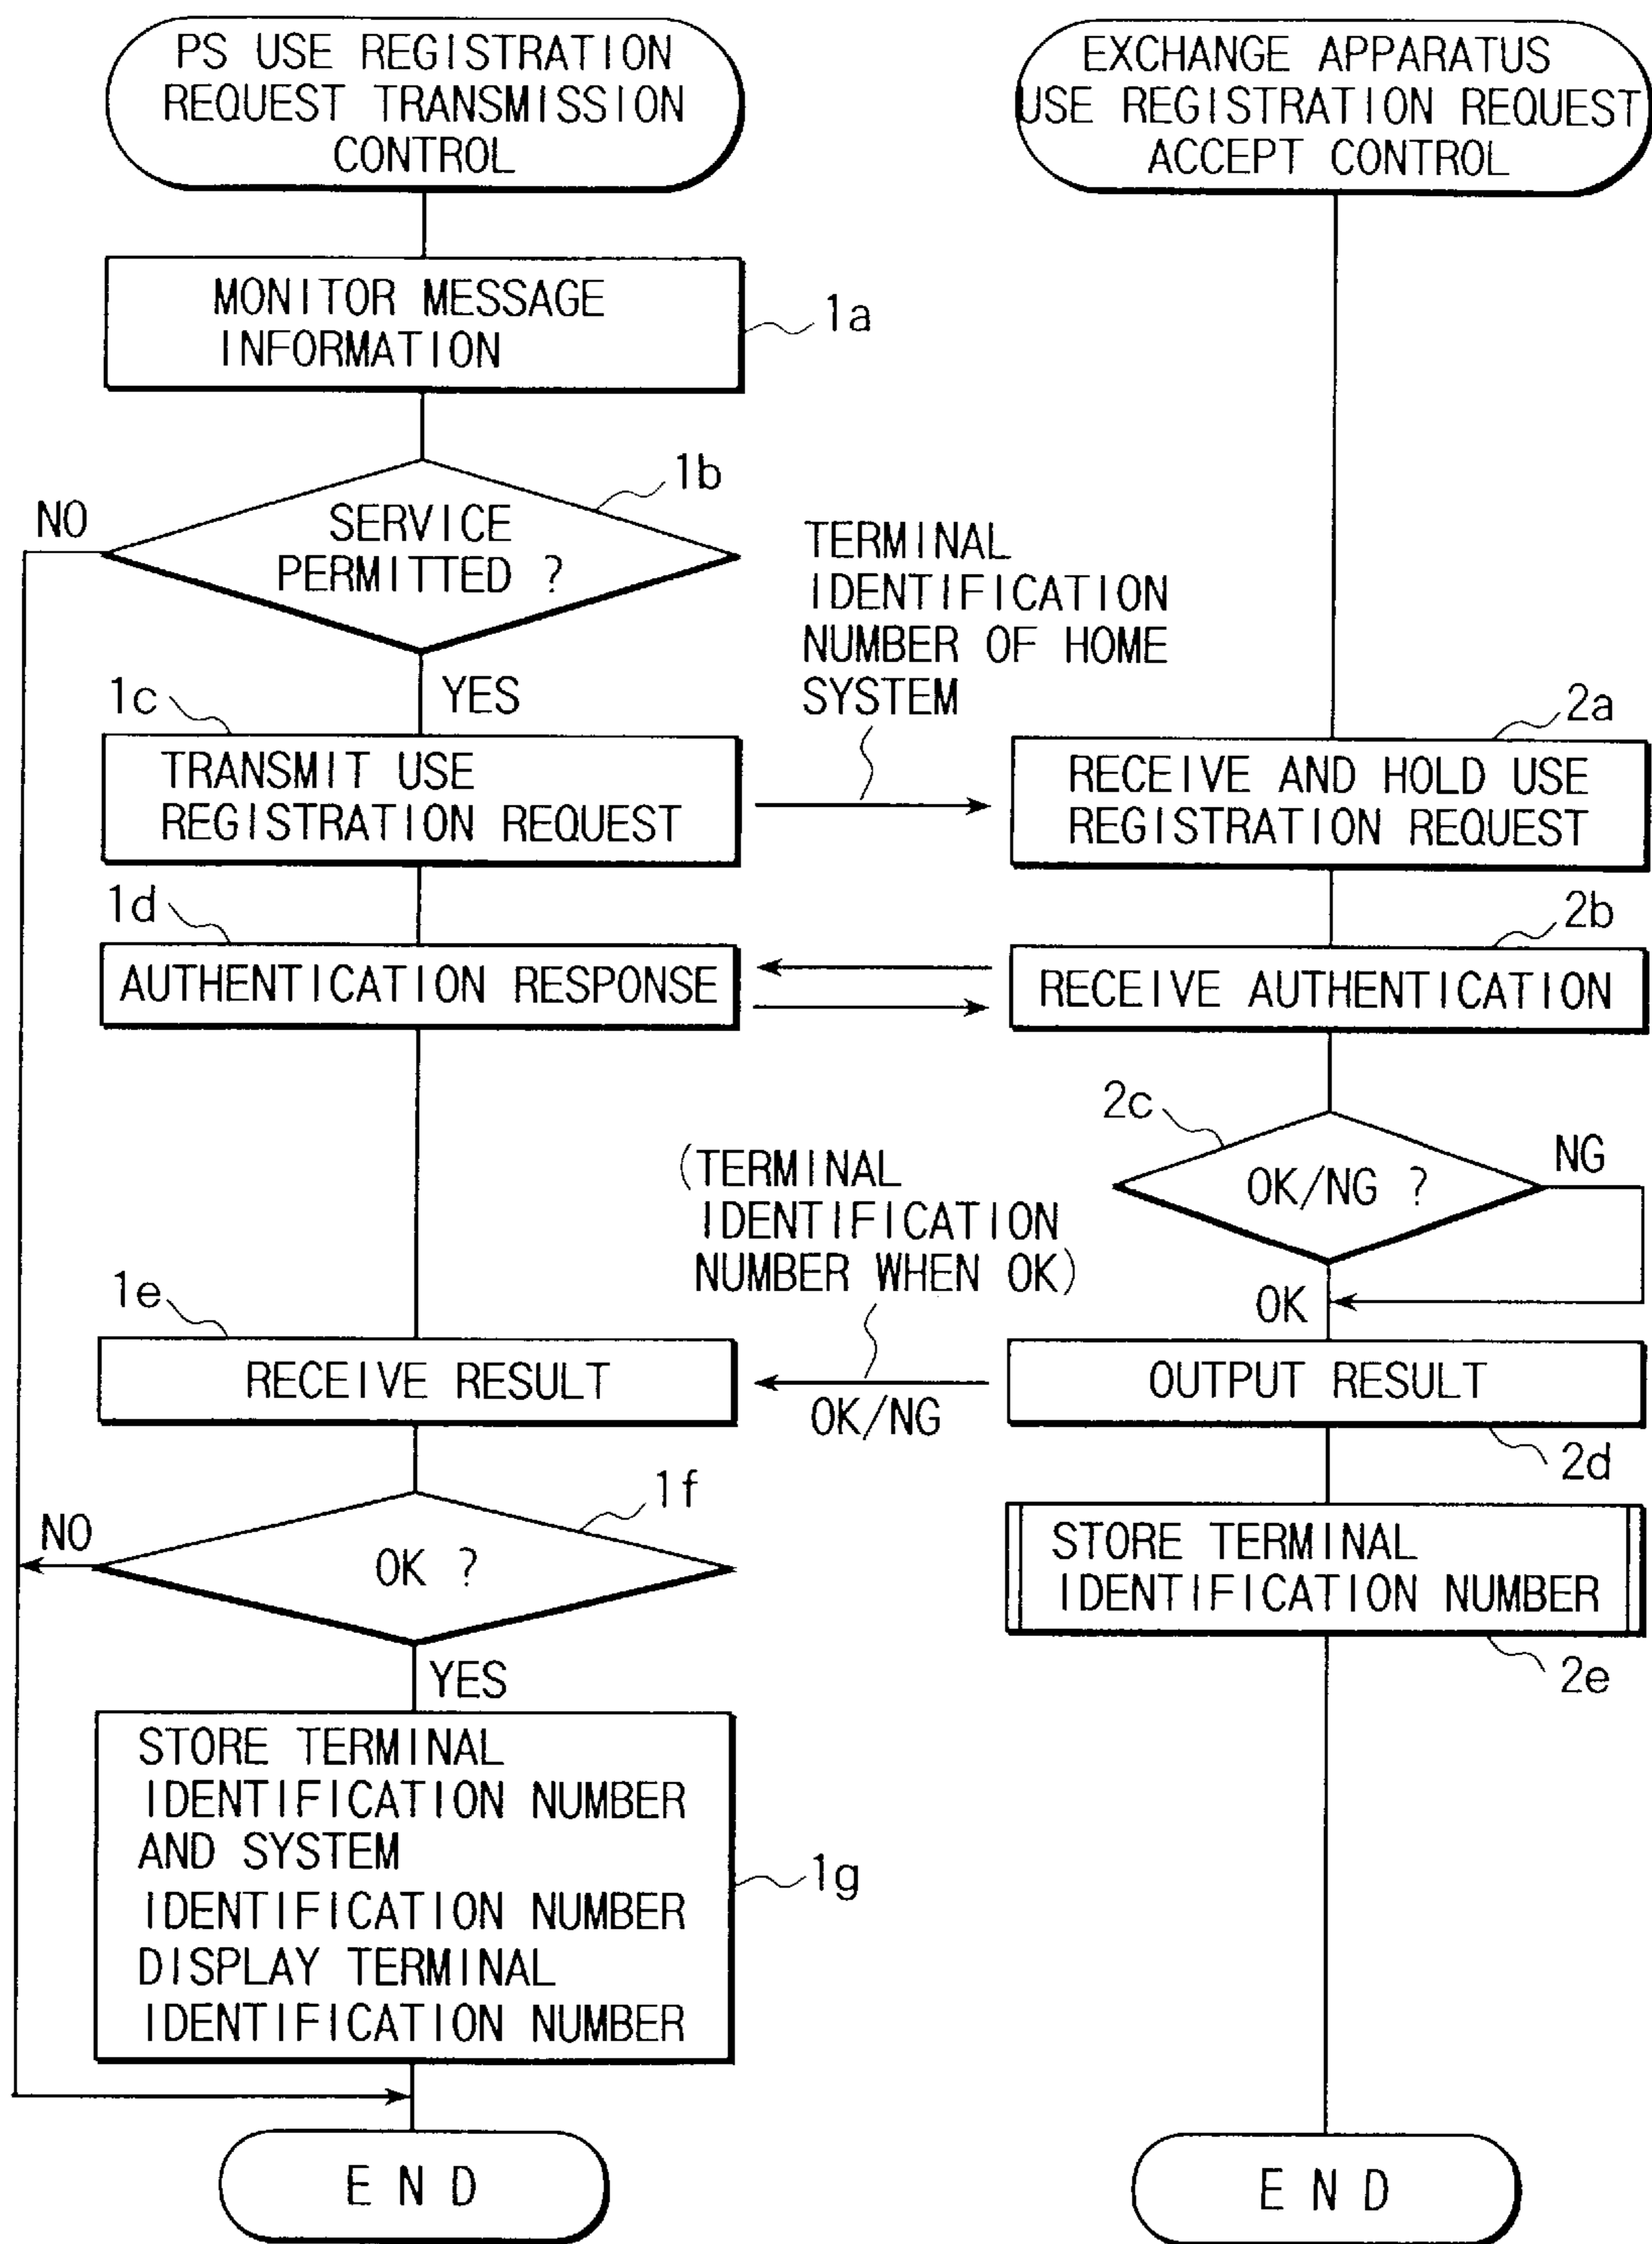 PS USE REGISTRATION
REQUEST TRANSMISSION
CONTROL
EXCHANGE APPARATUS
USE REGISTRATION REQUEST
ACCEPT CONTROL
MONITOR MESSAGE
INFORMATION
1a
1b
NO
SERVICE
PERMITTED ?
YES
TERMINAL
IDENTIFICATION
NUMBER OF HOME
SYSTEM
1c
TRANSMIT USE
REGISTRATION REQUEST
2a
RECEIVE AND HOLD USE
REGISTRATION REQUEST
1d
AUTHENTICATION RESPONSE
2b
RECEIVE AUTHENTICATION
2c
OK/NG ?
NG
OK
(TERMINAL
IDENTIFICATION
NUMBER WHEN OK)
OK/NG
1e
RECEIVE RESULT
OUTPUT RESULT
2d
1f
NO
OK ?
YES
STORE TERMINAL
IDENTIFICATION NUMBER
2e
STORE TERMINAL
IDENTIFICATION NUMBER
AND SYSTEM
IDENTIFICATION NUMBER
DISPLAY TERMINAL
IDENTIFICATION NUMBER
1g
END
END